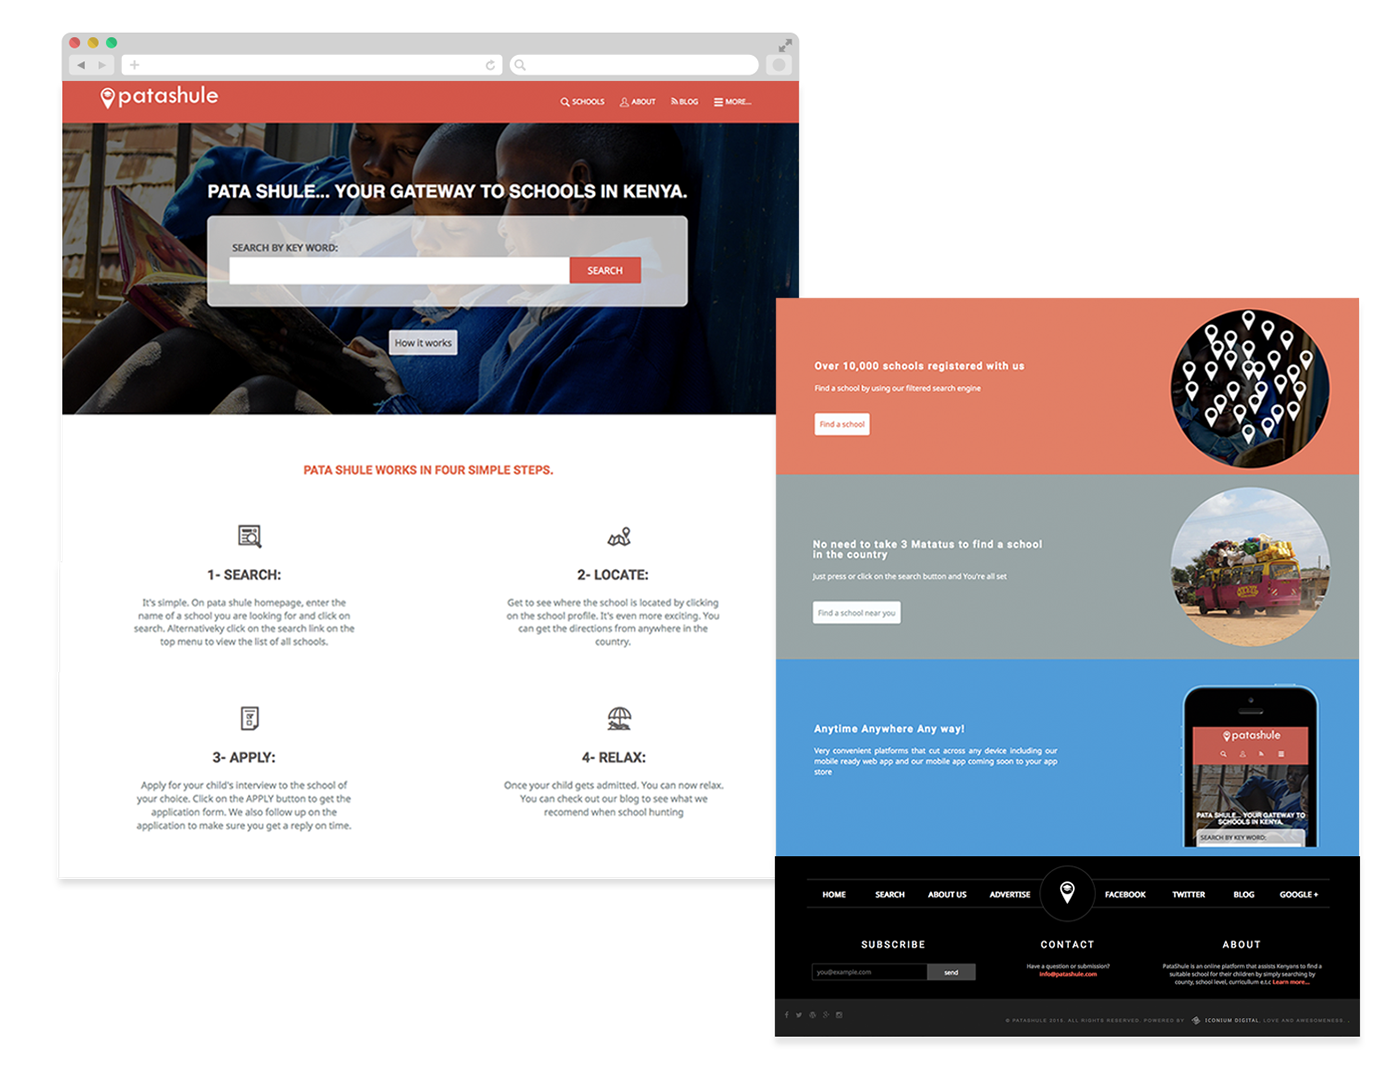 patashule
SCHOOLS
ABOUT
BLOG
MORE...
PATA SHULE... YOUR GATEWAY TO SCHOOLS IN KENYA.
SEARCH BY KEY WORD:
SEARCH
How it works
PATA SHULE WORKS IN FOUR SIMPLE STEPS.
1- SEARCH:
It's simple. On pata shule homepage, enter the
name of a school you are looking for and click on
search. Alternativeky click on the search link on the
top menu to view the list of all schools.
2- LOCATE:
Get to see where the school is located by clicking
on the school profile. It's even more exciting. You
can get the directions from anywhere in the
country.
3- APPLY:
Apply for your child's interview to the school of
your choice. Click on the APPLY button to get the
application form. We also follow up on the
application to make sure you get a reply on time.
4- RELAX:
Once your child gets admitted. You can now relax.
You can check out our blog to see what we
recomend when school hunting
Over 10,000 schools registered with us
Find a school by using our filtered search engine
Find a school
No need to take 3 Matatus to find a school
in the country
Just press or click on the search button and You're all set
Find a school near you
Anytime Anywhere Any way!
Very convenient platforms that cut across any device including our
mobile ready web app and our mobile app coming soon to your app
store
patashule
PATA SHULE... YOUR GATEWAY TO
SCHOOLS IN KENYA.
SEARCH BY KEY WORD:
HOME
SEARCH
ABOUT US
ADVERTISE
FACEBOOK
TWITTER
BLOG
GOOGLE +
SUBSCRIBE
you@example.com
send
CONTACT
Have a question or submission?
info@patashule.com
ABOUT
PataShule is an online platform that assists Kenyans to find a
suitable school for their children by simply searching by
county, school level, curricullum e.t.c Learn more...
© PATASHULE 2016. ALL RIGHTS RESERVED. POWERED BY ICONIUM DIGITAL, LOVE AND AWESOMENESS. .